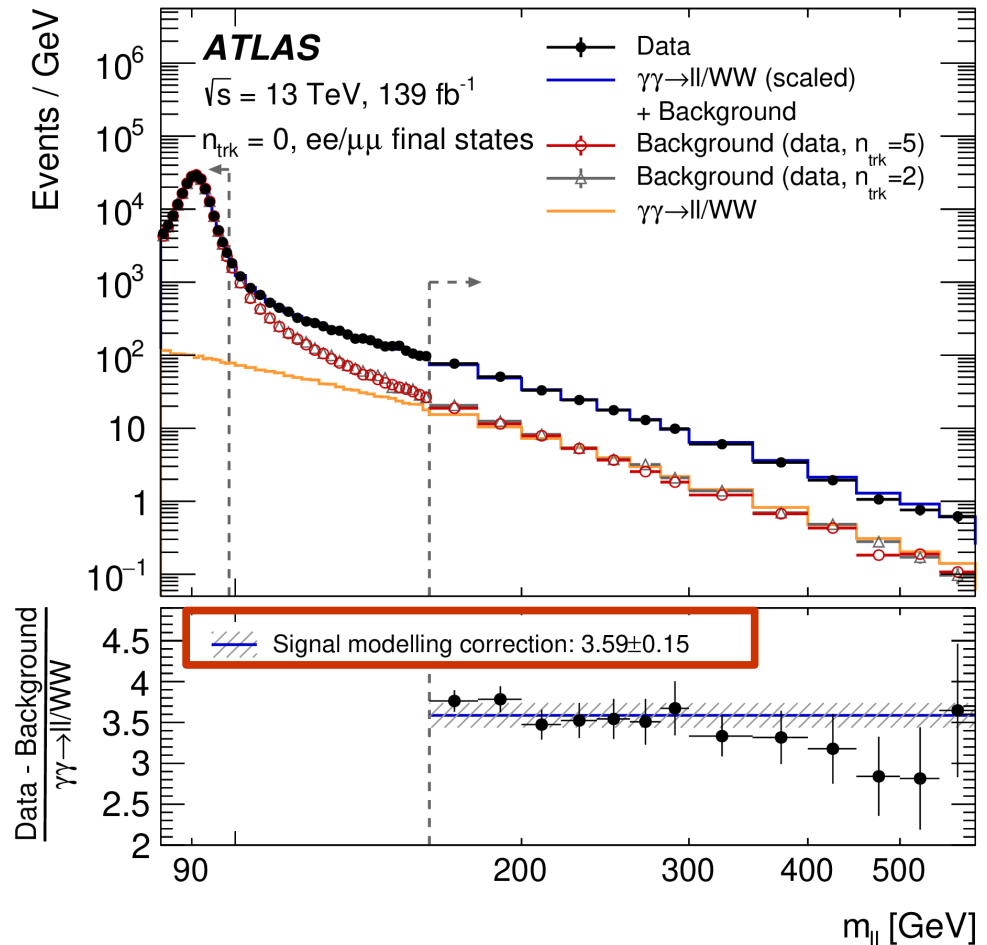 ATLAS
√s = 13 TeV, 139 fb⁻¹
n_trk = 0, ee/μμ final states
Data
γγ→ll/WW (scaled)
+ Background
Background (data, n_trk=5)
Background (data, n_trk=2)
γγ→ll/WW
Events / GeV
10⁶
10⁵
10⁴
10³
10²
10
1
10⁻¹
Signal modelling correction: 3.59±0.15
Data - Background
γγ→ll/WW
4.5
4
3.5
3
2.5
2
90
200
300
400
500
m_ll [GeV]